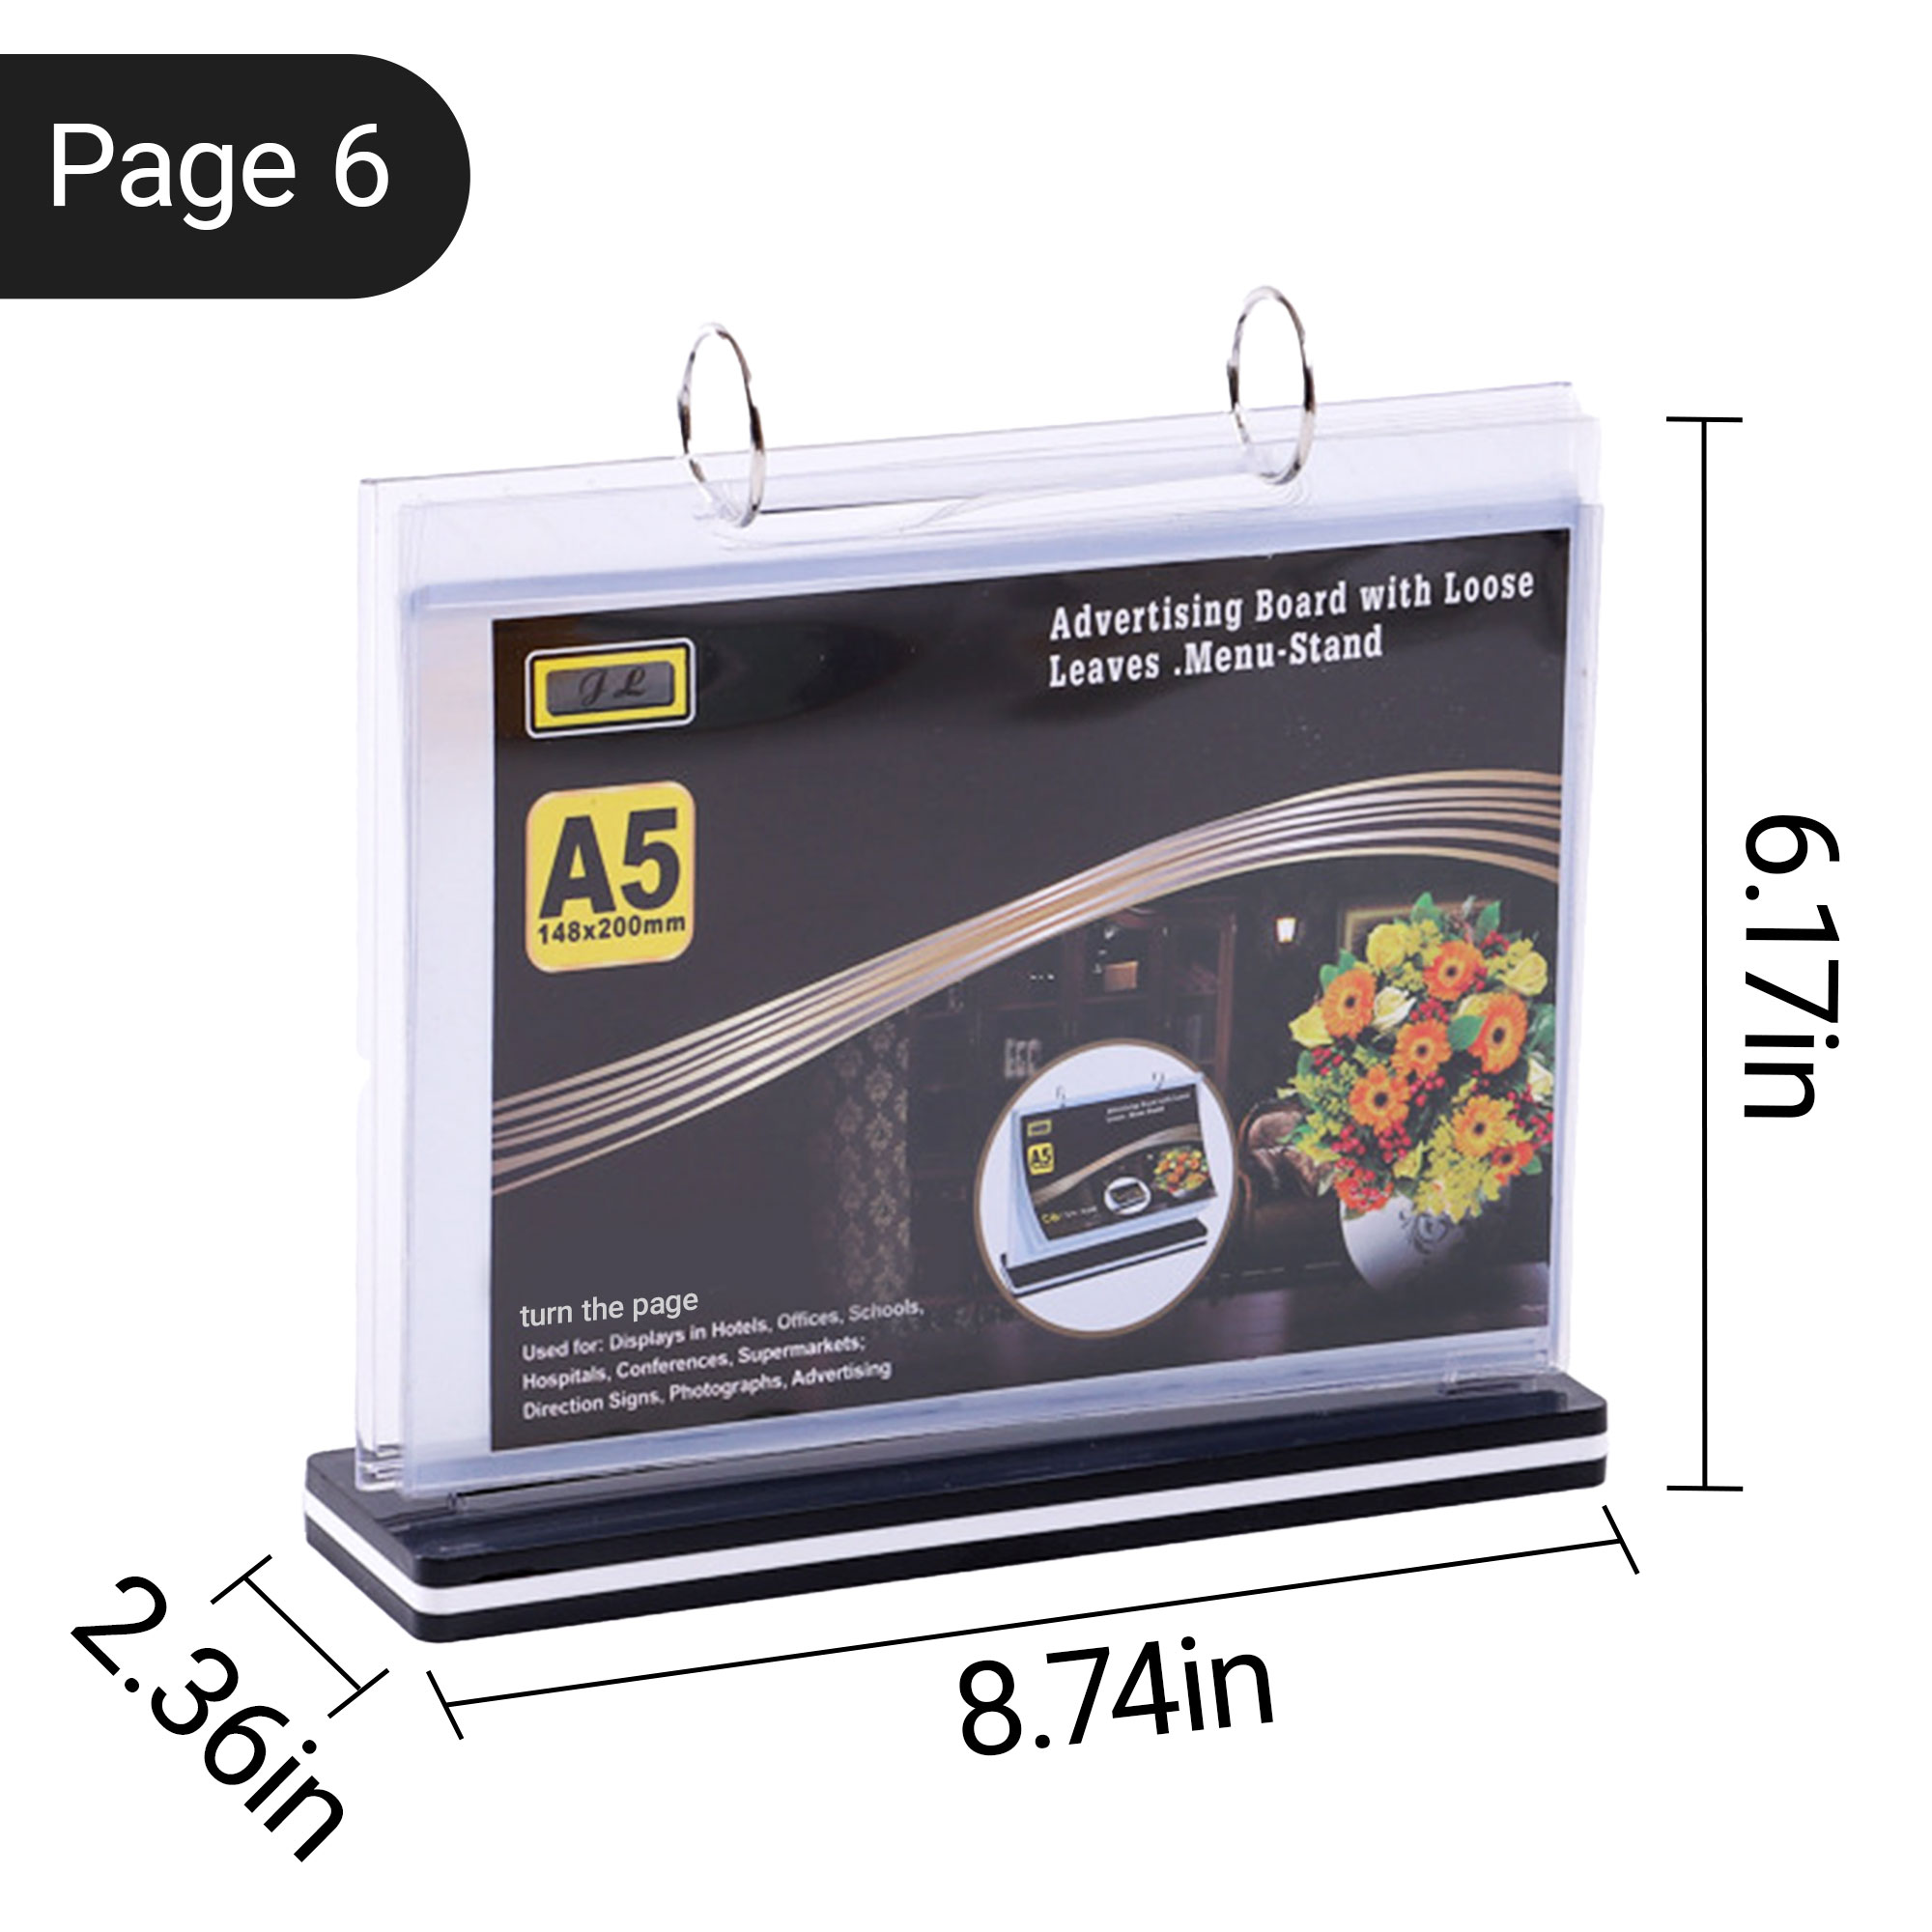 Page 6
Advertising Board with Loose
Leaves .Menu-Stand
J L
A5
148x200mm
A5
turn the page
Used for: Displays in Hotels, Offices, Schools,
Hospitals, Conferences, Supermarkets;
Direction Signs, Photographs, Advertising
6.17in
8.74in
2.36in